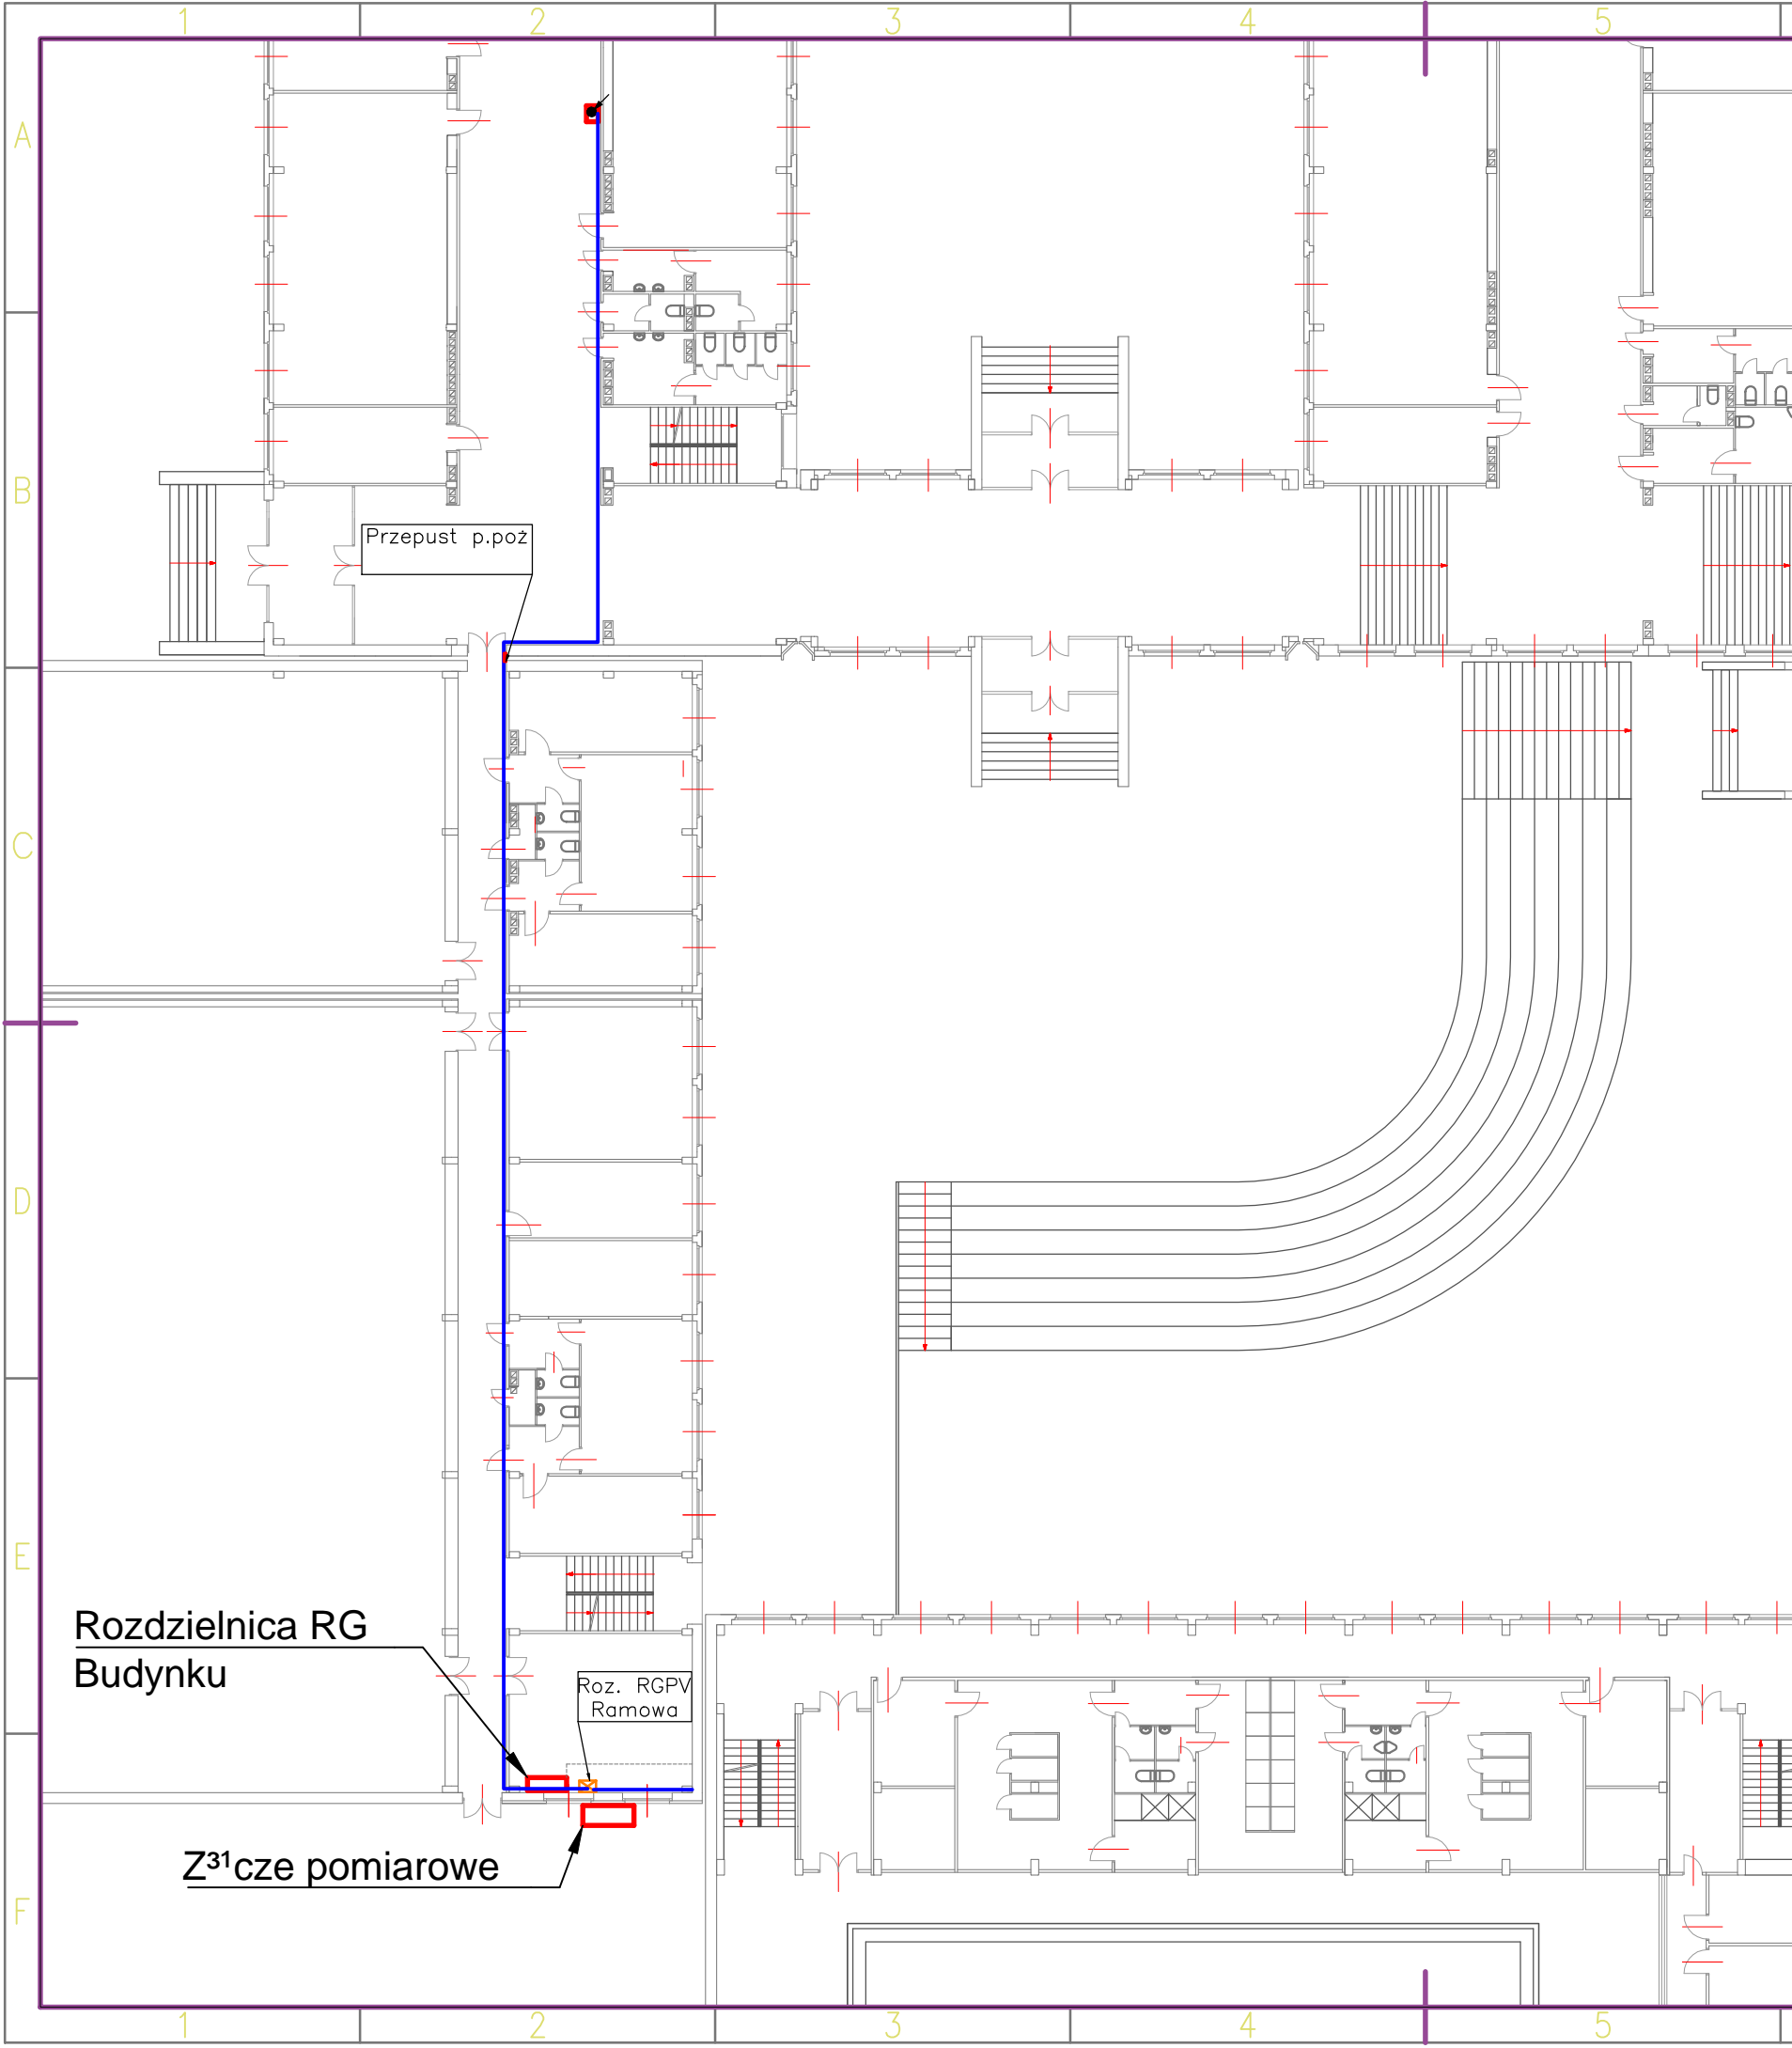 1 2 3 4 5
A
B
Przepust p.poż
C
D
E
Rozdzielnica RG
Budynku
Roz. RGPV
Ramowa
Z³¹cze pomiarowe
F
1 2 3 4 5